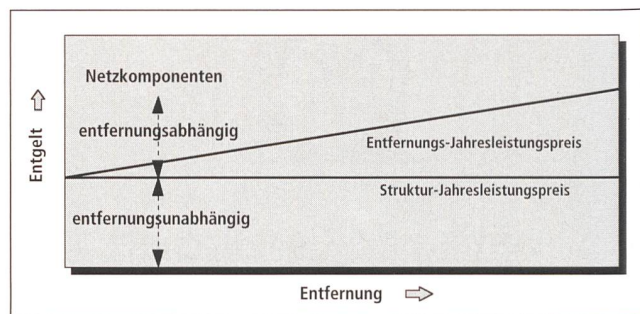 Netzkomponenten
entfernungsabhängig
Entfernungs-Jahresleistungspreis
Struktur-Jahresleistungspreis
entfernungsunabhängig
Entgelt
Entfernung